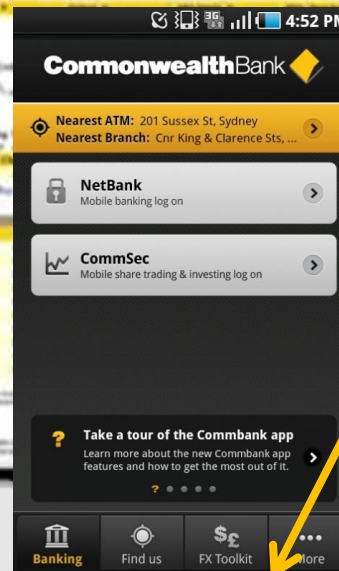 3G 4:52 PM
CommonwealthBank
Nearest ATM: 201 Sussex St, Sydney
Nearest Branch: Cnr King & Clarence Sts, ...
NetBank
Mobile banking log on
CommSec
Mobile share trading & investing log on
? Take a tour of the Commbank app
Learn more about the new Commbank app
features and how to get the most out of it.
?
$£
Banking Find us FX Toolkit More